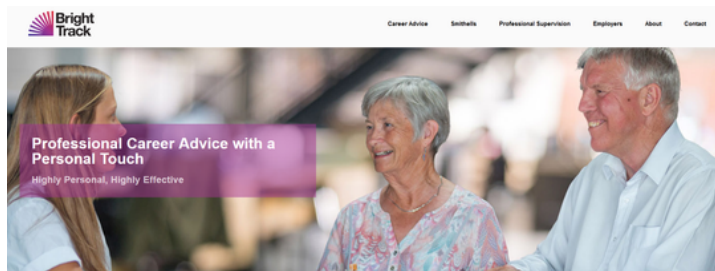 Bright
Track
Career Advice Smithells Professional Supervision Employers About Contact
Professional Career Advice with a
Personal Touch
Highly Personal, Highly Effective